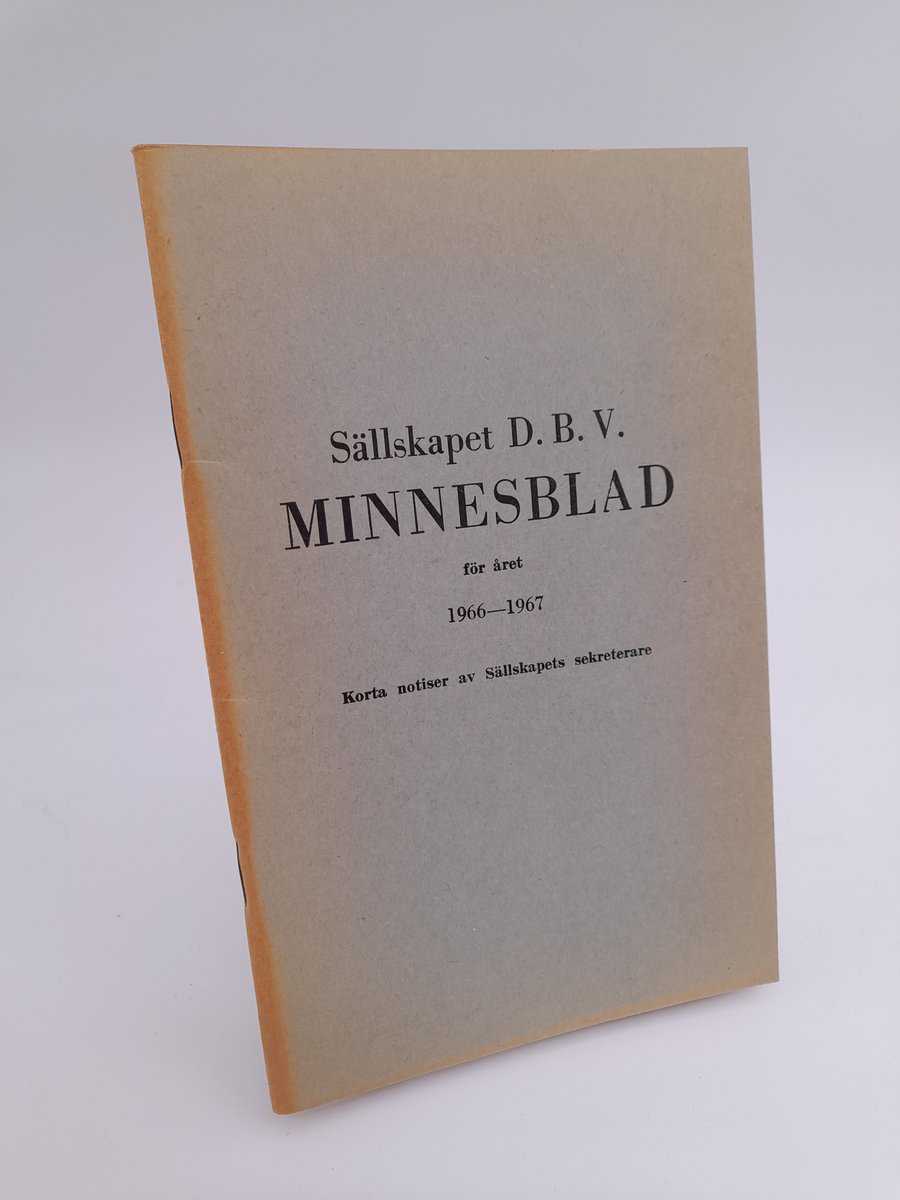 Sällskapet D. B. V.
MINNESBLAD
för året
1966—1967
Korta notiser av Sällskapets sekreterare